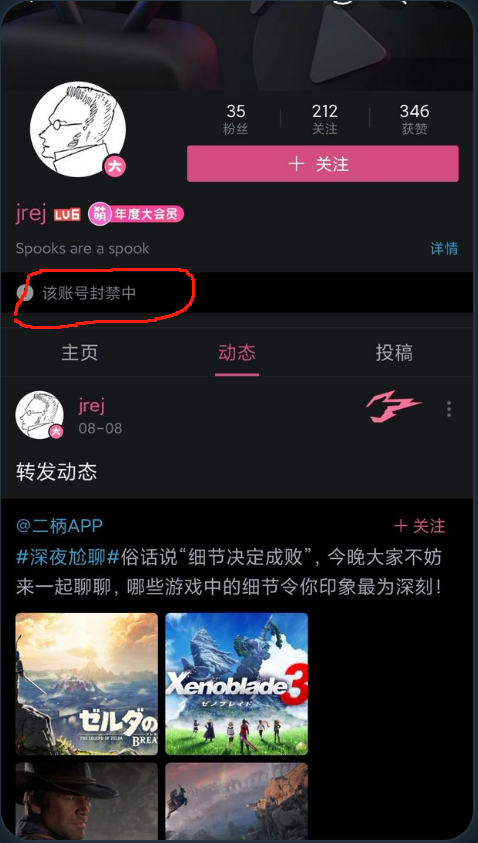 35
212
346
粉丝
关注
获赞
大
+ 关注
jrej LV6 萌 年度大会员
Spooks are a spook
详情
该账号封禁中
主页
动态
投稿
大
jrej
08-08
转发动态
@二柄APP
+ 关注
#深夜尬聊#俗话说“细节决定成败”，今晚大家不妨
来一起聊聊，哪些游戏中的细节令你印象最为深刻！
ゼルダの
THE LEGEND OF ZELDA
BREA
Xenoblade3
ゼノブレイド